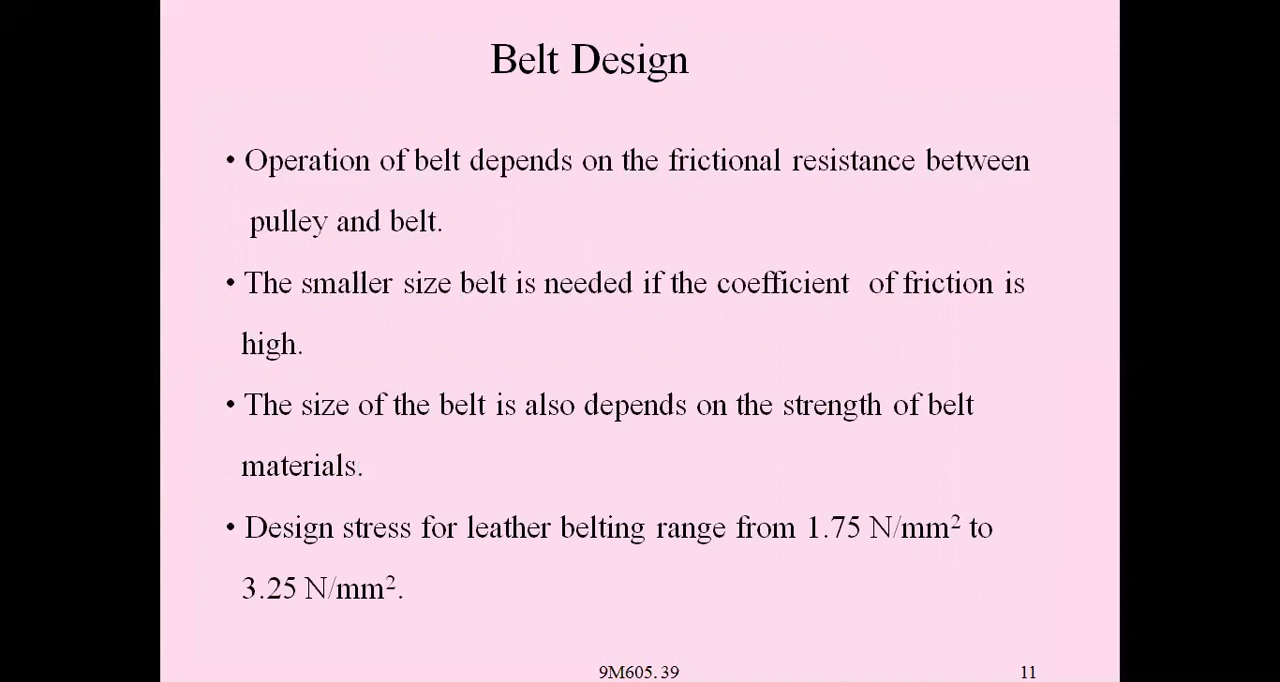 Belt Design
• Operation of belt depends on the frictional resistance between
pulley and belt.
• The smaller size belt is needed if the coefficient of friction is
high.
• The size of the belt is also depends on the strength of belt
materials.
• Design stress for leather belting range from 1.75 N/mm² to
3.25 N/mm².
9M605.39
11